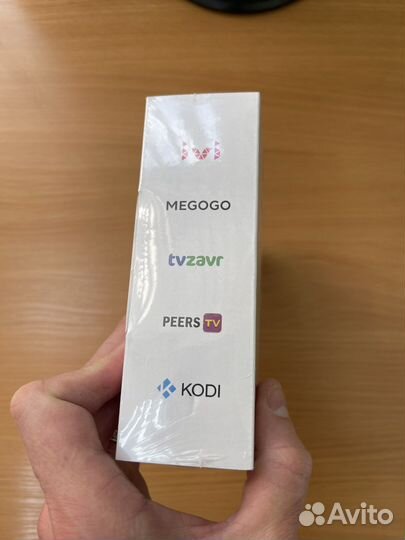 ivi
MEGOGO
tvzavr
PEERS TV
KODI
Avito